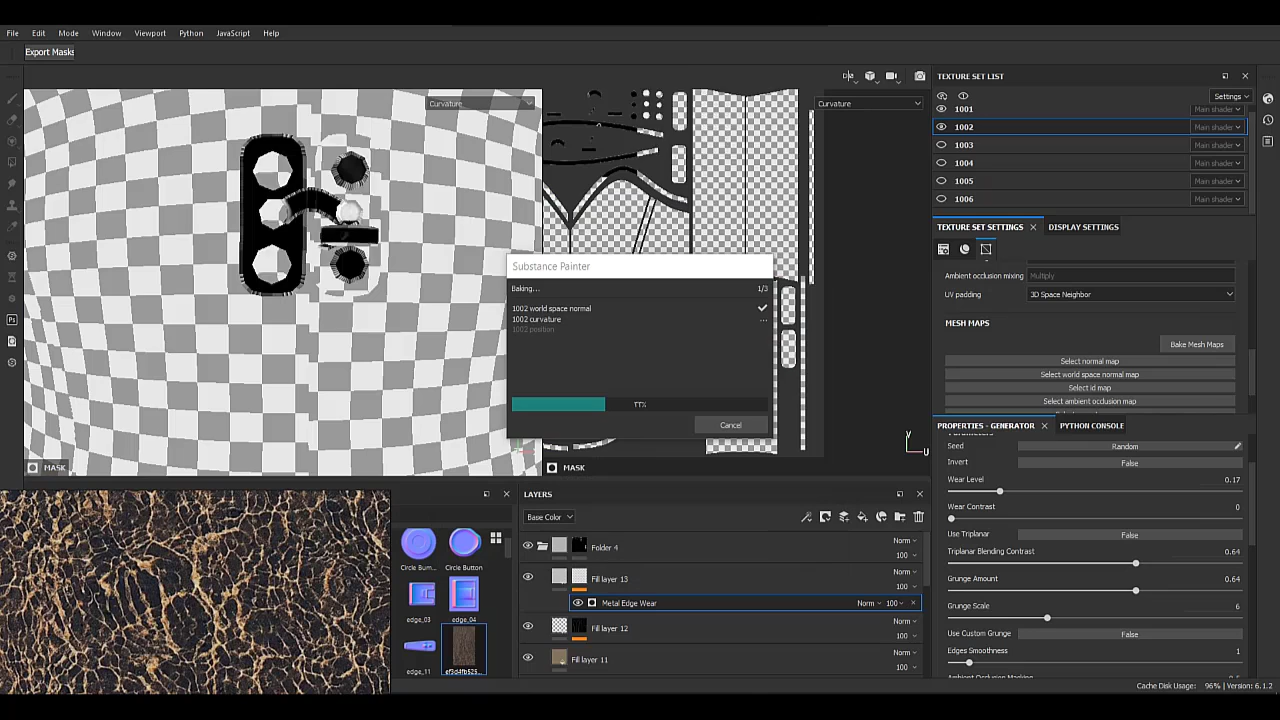 File Edit Mode Window Viewport Python JavaScript Help
Export Masks
Curvature
Curvature
MASK
MASK
Substance Painter
Baking... 1/3
1002 world space normal
1002 curvature ...
1002 position
Cancel
TEXTURE SET LIST
Settings
1001 Main shader
1002 Main shader
1003 Main shader
1004 Main shader
1005 Main shader
1006 Main shader
TEXTURE SET SETTINGS DISPLAY SETTINGS
Ambient occlusion mixing Multiply
UV padding 3D Space Neighbor
MESH MAPS
Bake Mesh Maps
Select normal map
Select world space normal map
Select id map
Select ambient occlusion map
PROPERTIES - GENERATOR PYTHON CONSOLE
Parameters
Seed Random
Invert False
Wear Level 0.17
Wear Contrast 0
Use Triplanar False
Triplanar Blending Contrast 0.64
Grunge Amount 0.64
Grunge Scale 6
Use Custom Grunge False
Edges Smoothness 1
Ambient Occlusion Masking
Circle Bum... Circle Button
edge_03 edge_04
edge_11
LAYERS
Base Color
Folder 4 Norm 100
Fill layer 13 Norm 100
Metal Edge Wear Norm 100
Fill layer 12 Norm 100
Fill layer 11 Norm 100
Y
U
Ps
Cache Disk Usage: 96% | Version: 6.1.2